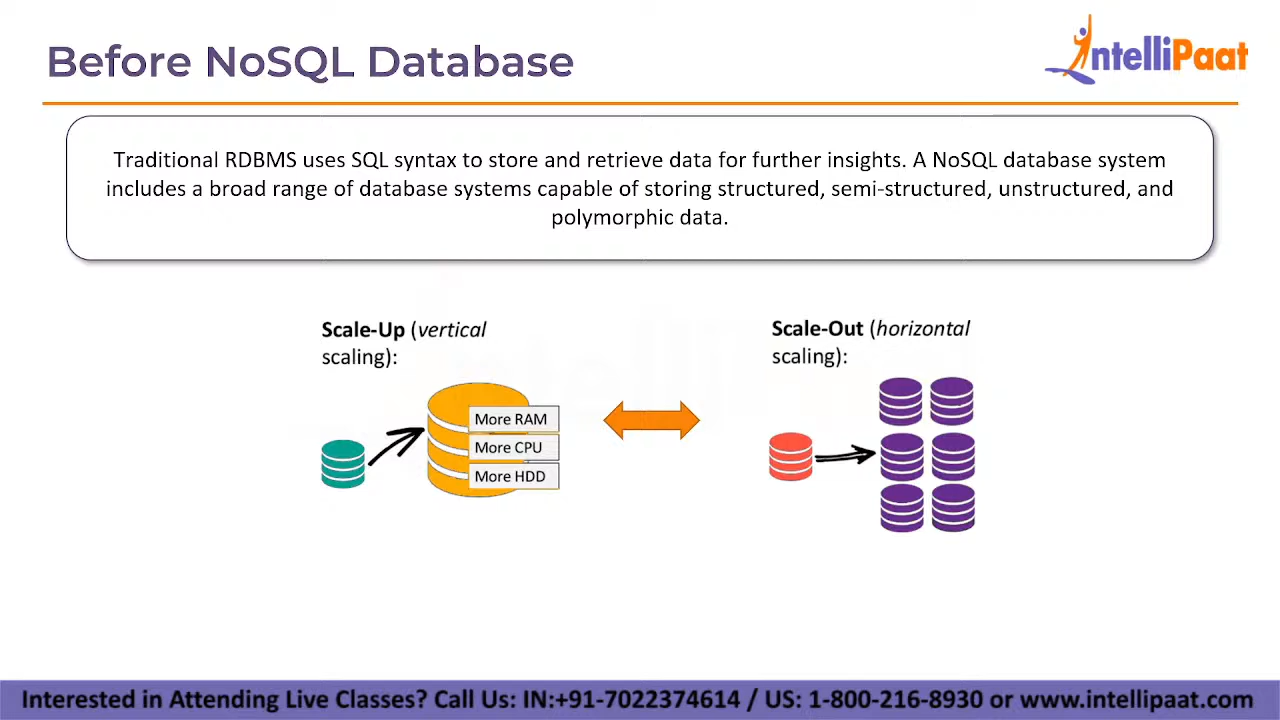 Before NoSQL Database
IntelliPaat
Traditional RDBMS uses SQL syntax to store and retrieve data for further insights. A NoSQL database system
includes a broad range of database systems capable of storing structured, semi-structured, unstructured, and
polymorphic data.
Scale-Up (vertical
scaling):
More RAM
More CPU
More HDD
Scale-Out (horizontal
scaling):
Interested in Attending Live Classes? Call Us: IN:+91-7022374614 / US: 1-800-216-8930 or www.intellipaat.com